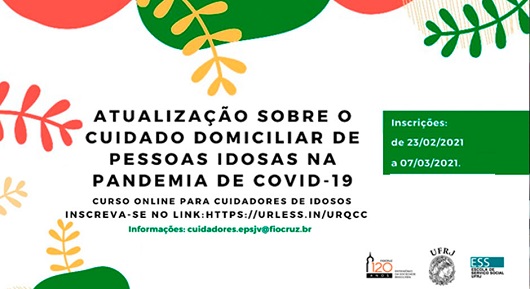 ATUALIZAÇÃO SOBRE O
CUIDADO DOMICILIAR DE
PESSOAS IDOSAS NA
PANDEMIA DE COVID-19
CURSO ONLINE PARA CUIDADORES DE IDOSOS
INSCREVA-SE NO LINK:HTTPS://URLESS.IN/URQCC
Informações: cuidadores.epsjv@fiocruz.br
Inscrições:
de 23/02/2021
a 07/03/2021.
120
ANOS
UFRJ
ESS
ESCOLA DE
SERVIÇO SOCIAL
UFRJ